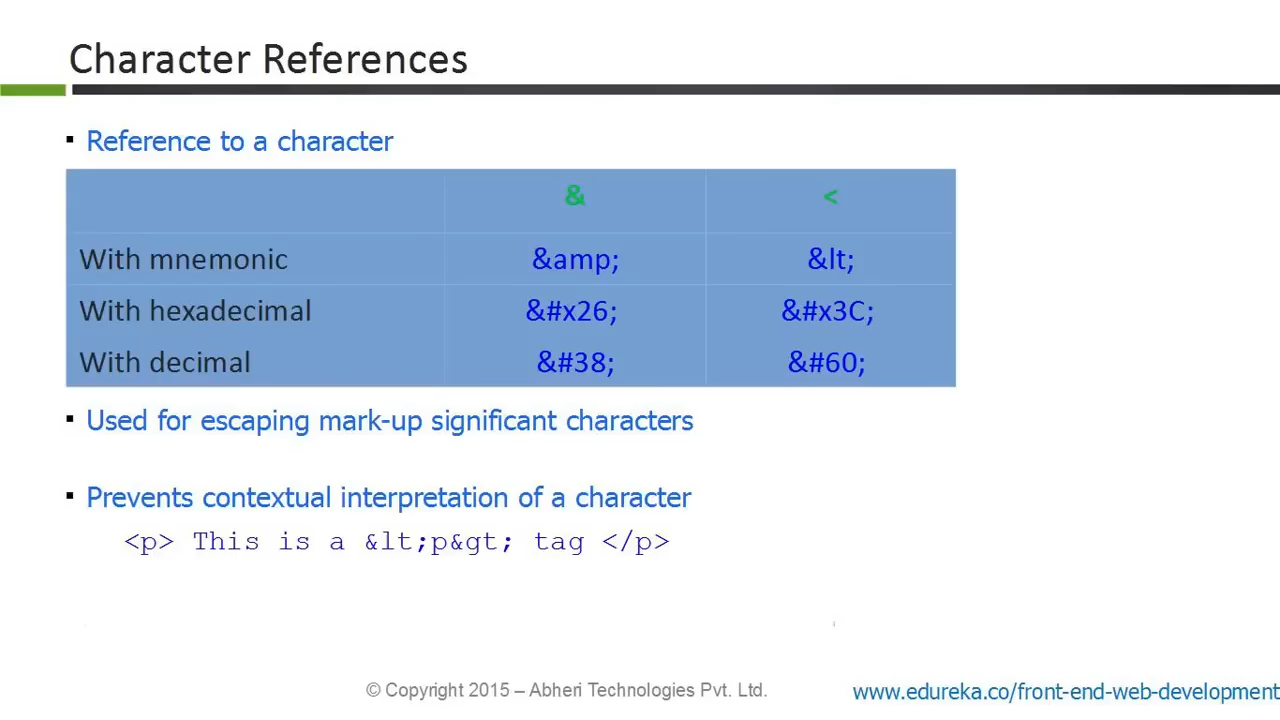 Character References
▪ Reference to a character
& <
With mnemonic &amp; &lt;
With hexadecimal &#x26; &#x3C;
With decimal &#38; &#60;
▪ Used for escaping mark-up significant characters
▪ Prevents contextual interpretation of a character
<p> This is a &lt;p&gt; tag </p>
© Copyright 2015 – Abheri Technologies Pvt. Ltd.
www.edureka.co/front-end-web-development